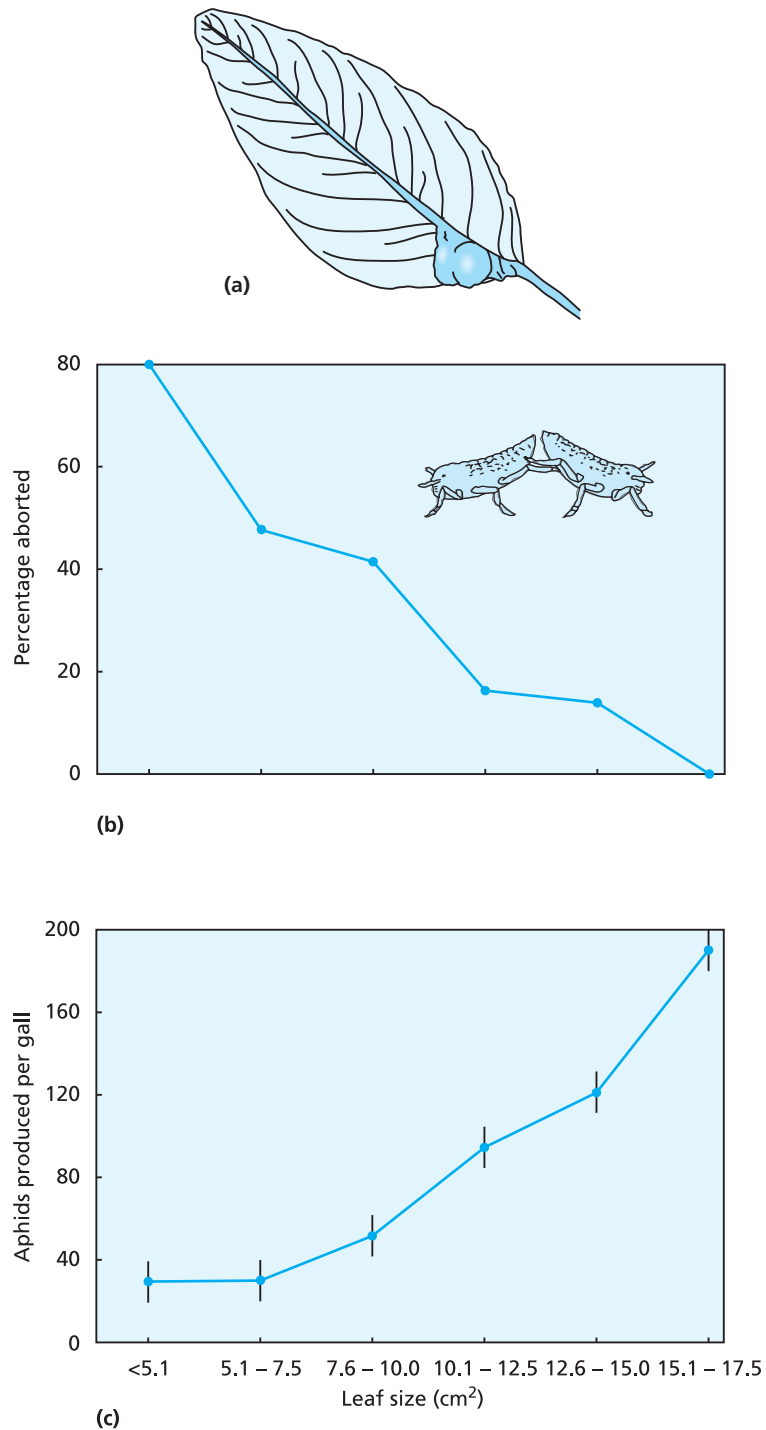 (a)
80
60
40
20
0
Percentage aborted
(b)
200
160
120
80
40
0
Aphids produced per gall
<5.1 5.1 – 7.5 7.6 – 10.0 10.1 – 12.5 12.6 – 15.0 15.1 – 17.5
Leaf size (cm²)
(c)